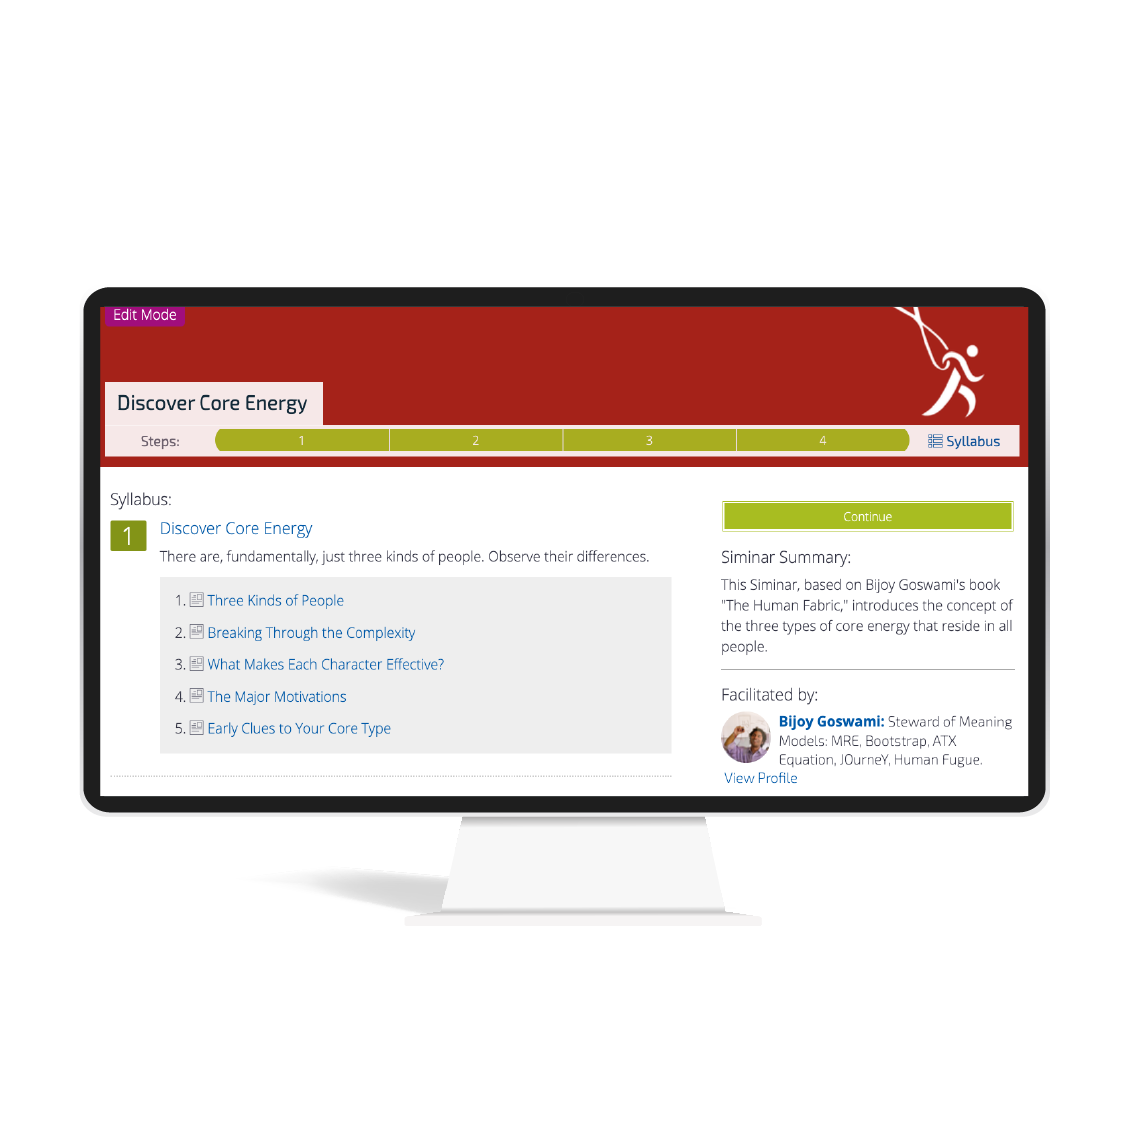 Edit Mode
Discover Core Energy
Steps: 1 2 3 4 Syllabus
Syllabus:
1 Discover Core Energy
There are, fundamentally, just three kinds of people. Observe their differences.
1. Three Kinds of People
2. Breaking Through the Complexity
3. What Makes Each Character Effective?
4. The Major Motivations
5. Early Clues to Your Core Type
Continue
Siminar Summary:
This Siminar, based on Bijoy Goswami's book
"The Human Fabric," introduces the concept of
the three types of core energy that reside in all
people.
Facilitated by:
Bijoy Goswami: Steward of Meaning
Models: MRE, Bootstrap, ATX
Equation, JOurneY, Human Fugue.
View Profile